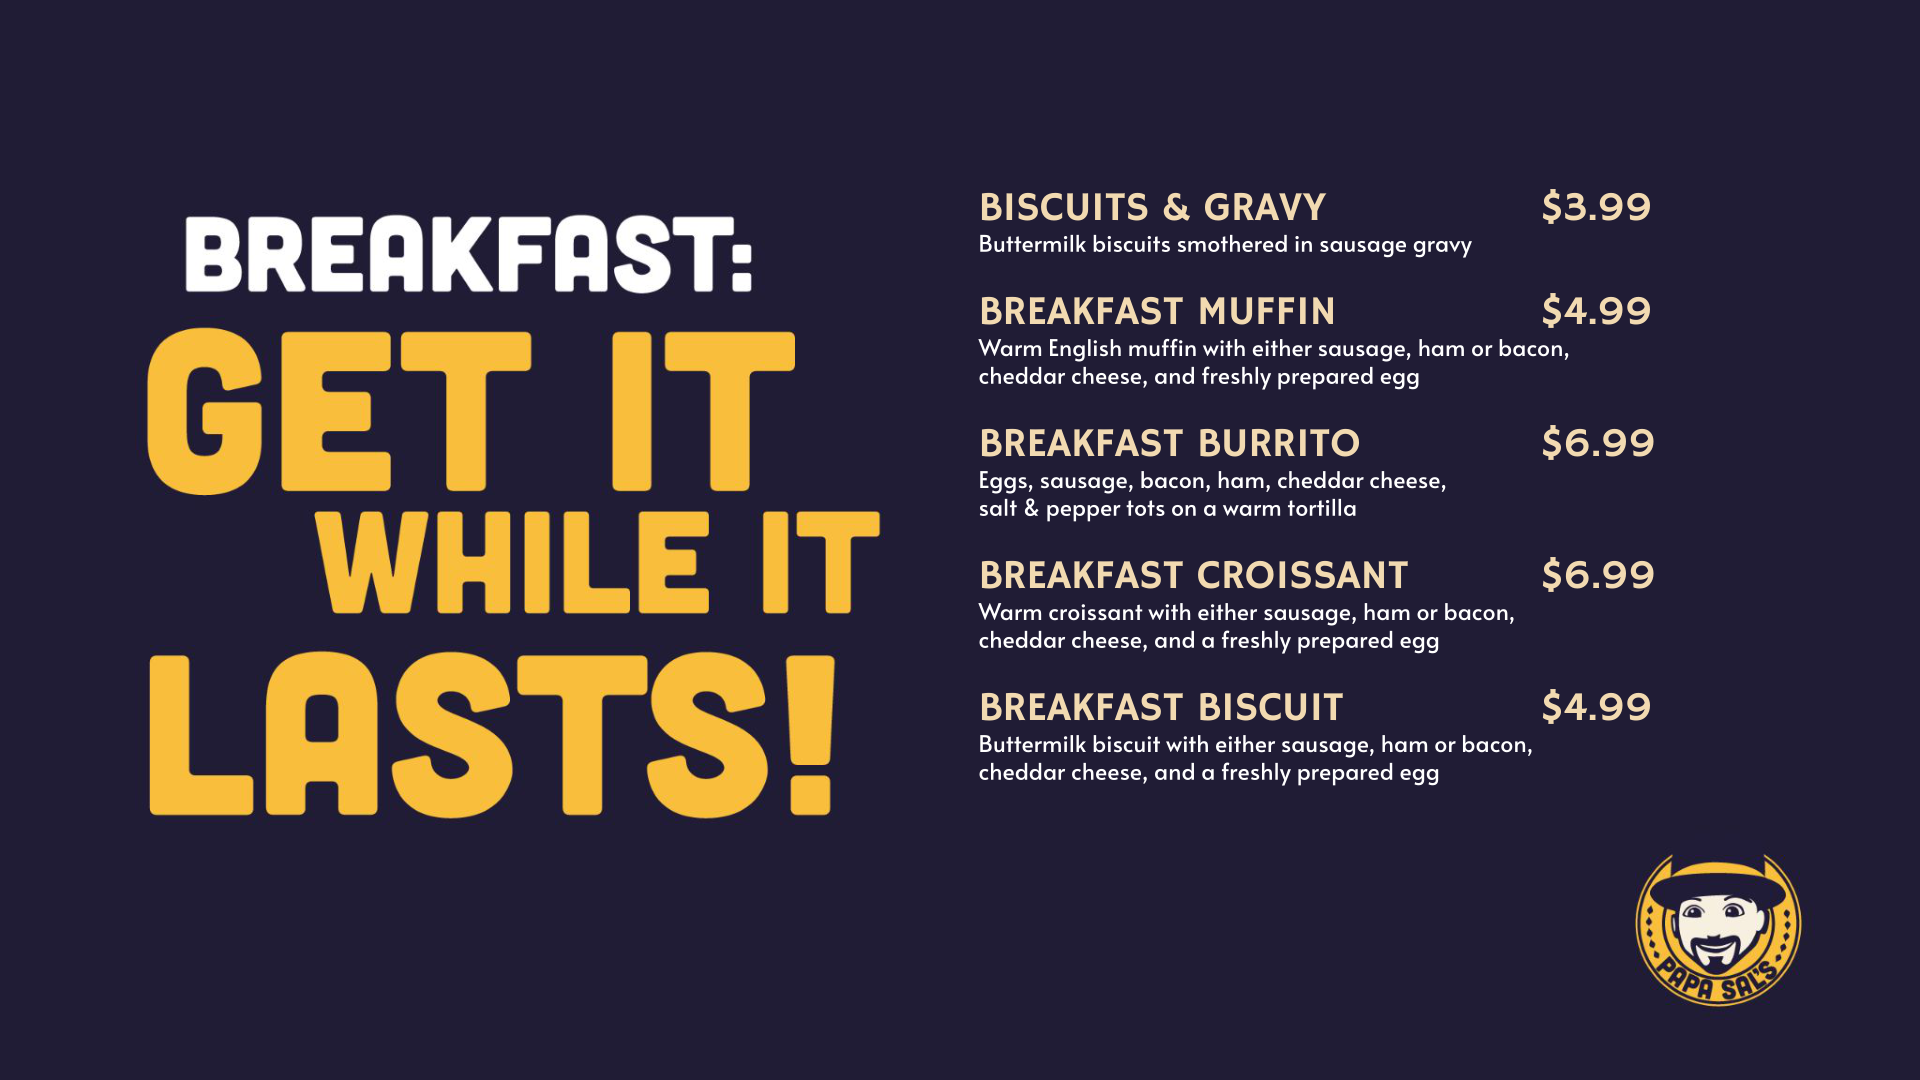 BREAKFAST:
GET IT
WHILE IT
LASTS!
BISCUITS & GRAVY $3.99
Buttermilk biscuits smothered in sausage gravy
BREAKFAST MUFFIN $4.99
Warm English muffin with either sausage, ham or bacon,
cheddar cheese, and freshly prepared egg
BREAKFAST BURRITO $6.99
Eggs, sausage, bacon, ham, cheddar cheese,
salt & pepper tots on a warm tortilla
BREAKFAST CROISSANT $6.99
Warm croissant with either sausage, ham or bacon,
cheddar cheese, and a freshly prepared egg
BREAKFAST BISCUIT $4.99
Buttermilk biscuit with either sausage, ham or bacon,
cheddar cheese, and a freshly prepared egg
PAPA SAL'S